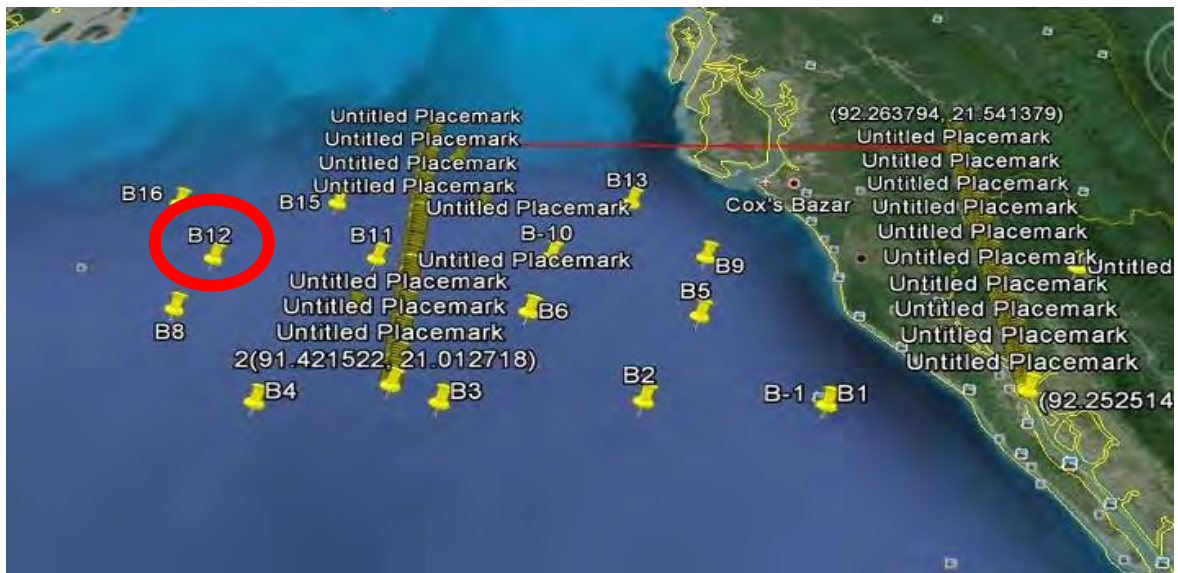 Untitled Placemark
(92.263794, 21.541379)
Untitled Placemark
Untitled Placemark
Untitled Placemark
Untitled Placemark
B16
Untitled Placemark
B13
Untitled Placemark
B15
Untitled Placemark
Cox's Bazar
Untitled Placemark
B12
B11
B-10
Untitled Placemark
Untitled Placemark
B9
Untitled Placemark
Untitled
Untitled Placemark
Untitled Placemark
B5
Untitled Placemark
B6
Untitled Placemark
B8
Untitled Placemark
Untitled Placemark
2(91.421522, 21.012718)
Untitled Placemark
B4
B3
B2
B-1
B1
(92.252514